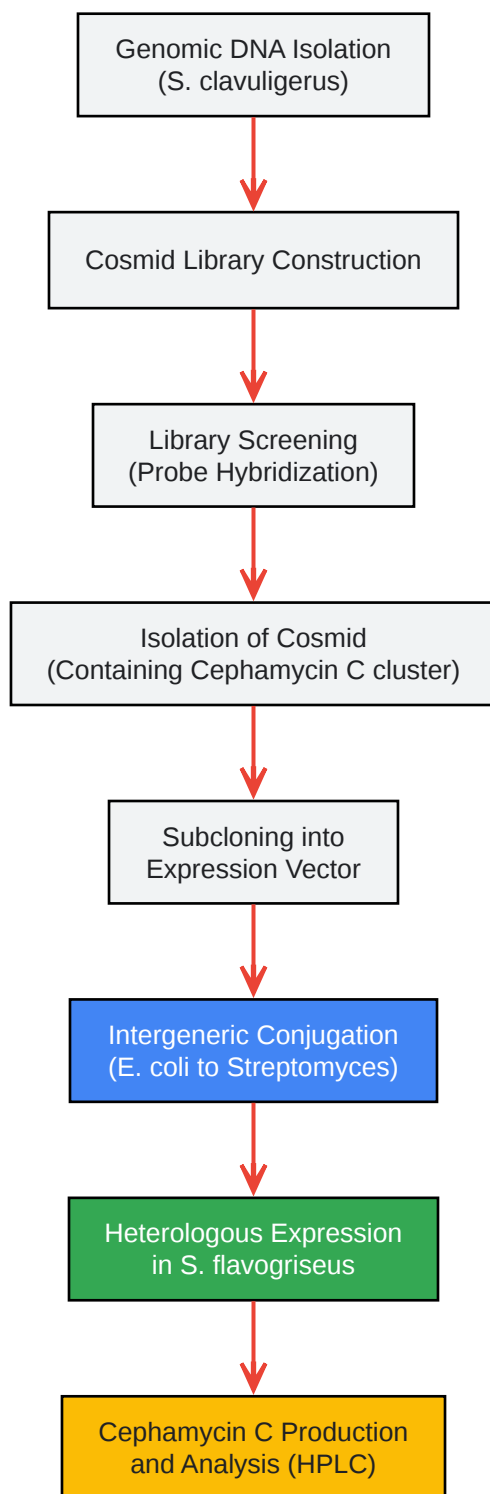 Genomic DNA Isolation
(S. clavuligerus)
Cosmid Library Construction
Library Screening
(Probe Hybridization)
Isolation of Cosmid
(Containing Cephamycin C cluster)
Subcloning into
Expression Vector
Intergeneric Conjugation
(E. coli to Streptomyces)
Heterologous Expression
in S. flavogriseus
Cephamycin C Production
and Analysis (HPLC)